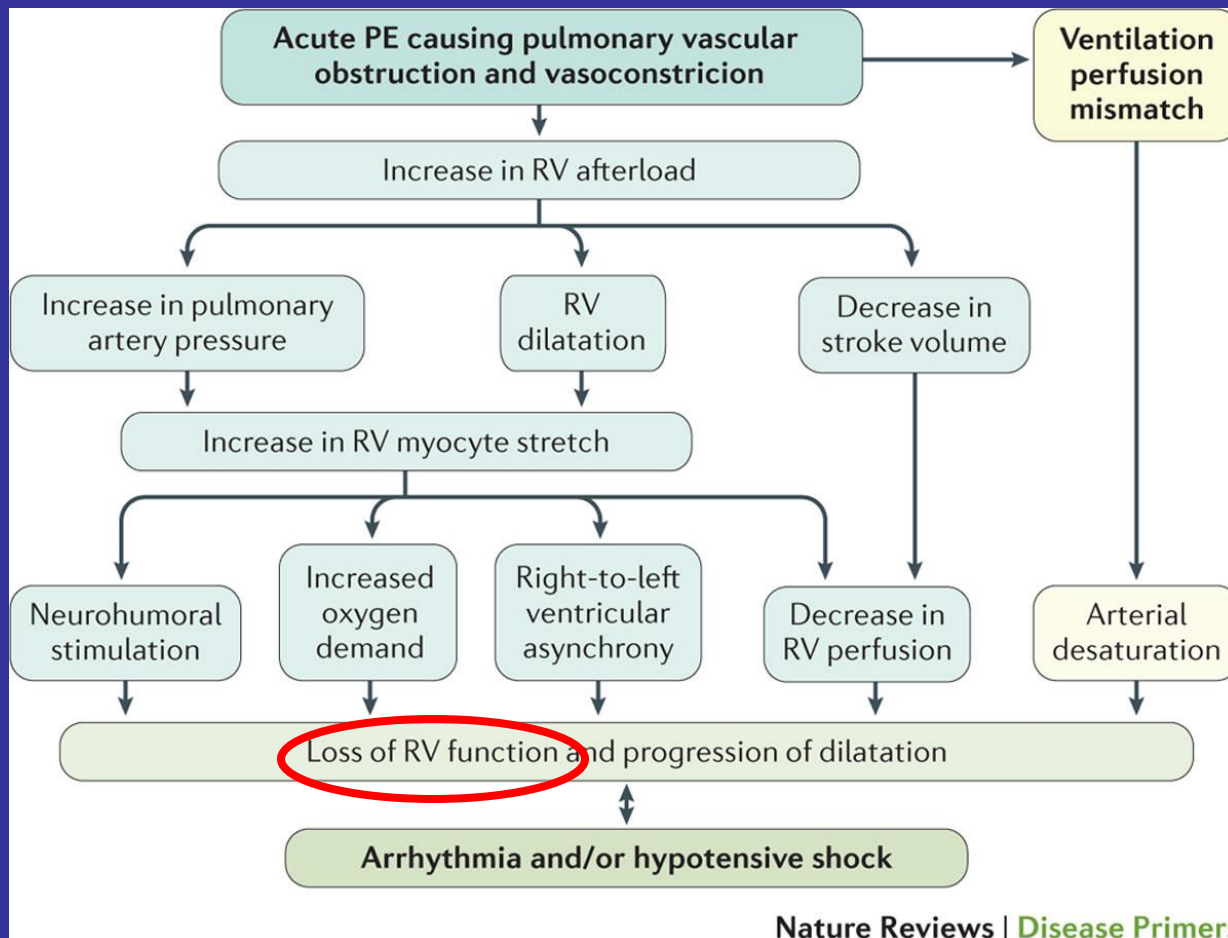 Acute PE causing pulmonary vascular
obstruction and vasoconstricion
Ventilation
perfusion
mismatch
Increase in RV afterload
Increase in pulmonary
artery pressure
RV
dilatation
Decrease in
stroke volume
Increase in RV myocyte stretch
Neurohumoral
stimulation
Increased
oxygen
demand
Right-to-left
ventricular
asynchrony
Decrease in
RV perfusion
Arterial
desaturation
Loss of RV function and progression of dilatation
Arrhythmia and/or hypotensive shock
Nature Reviews | Disease Primer